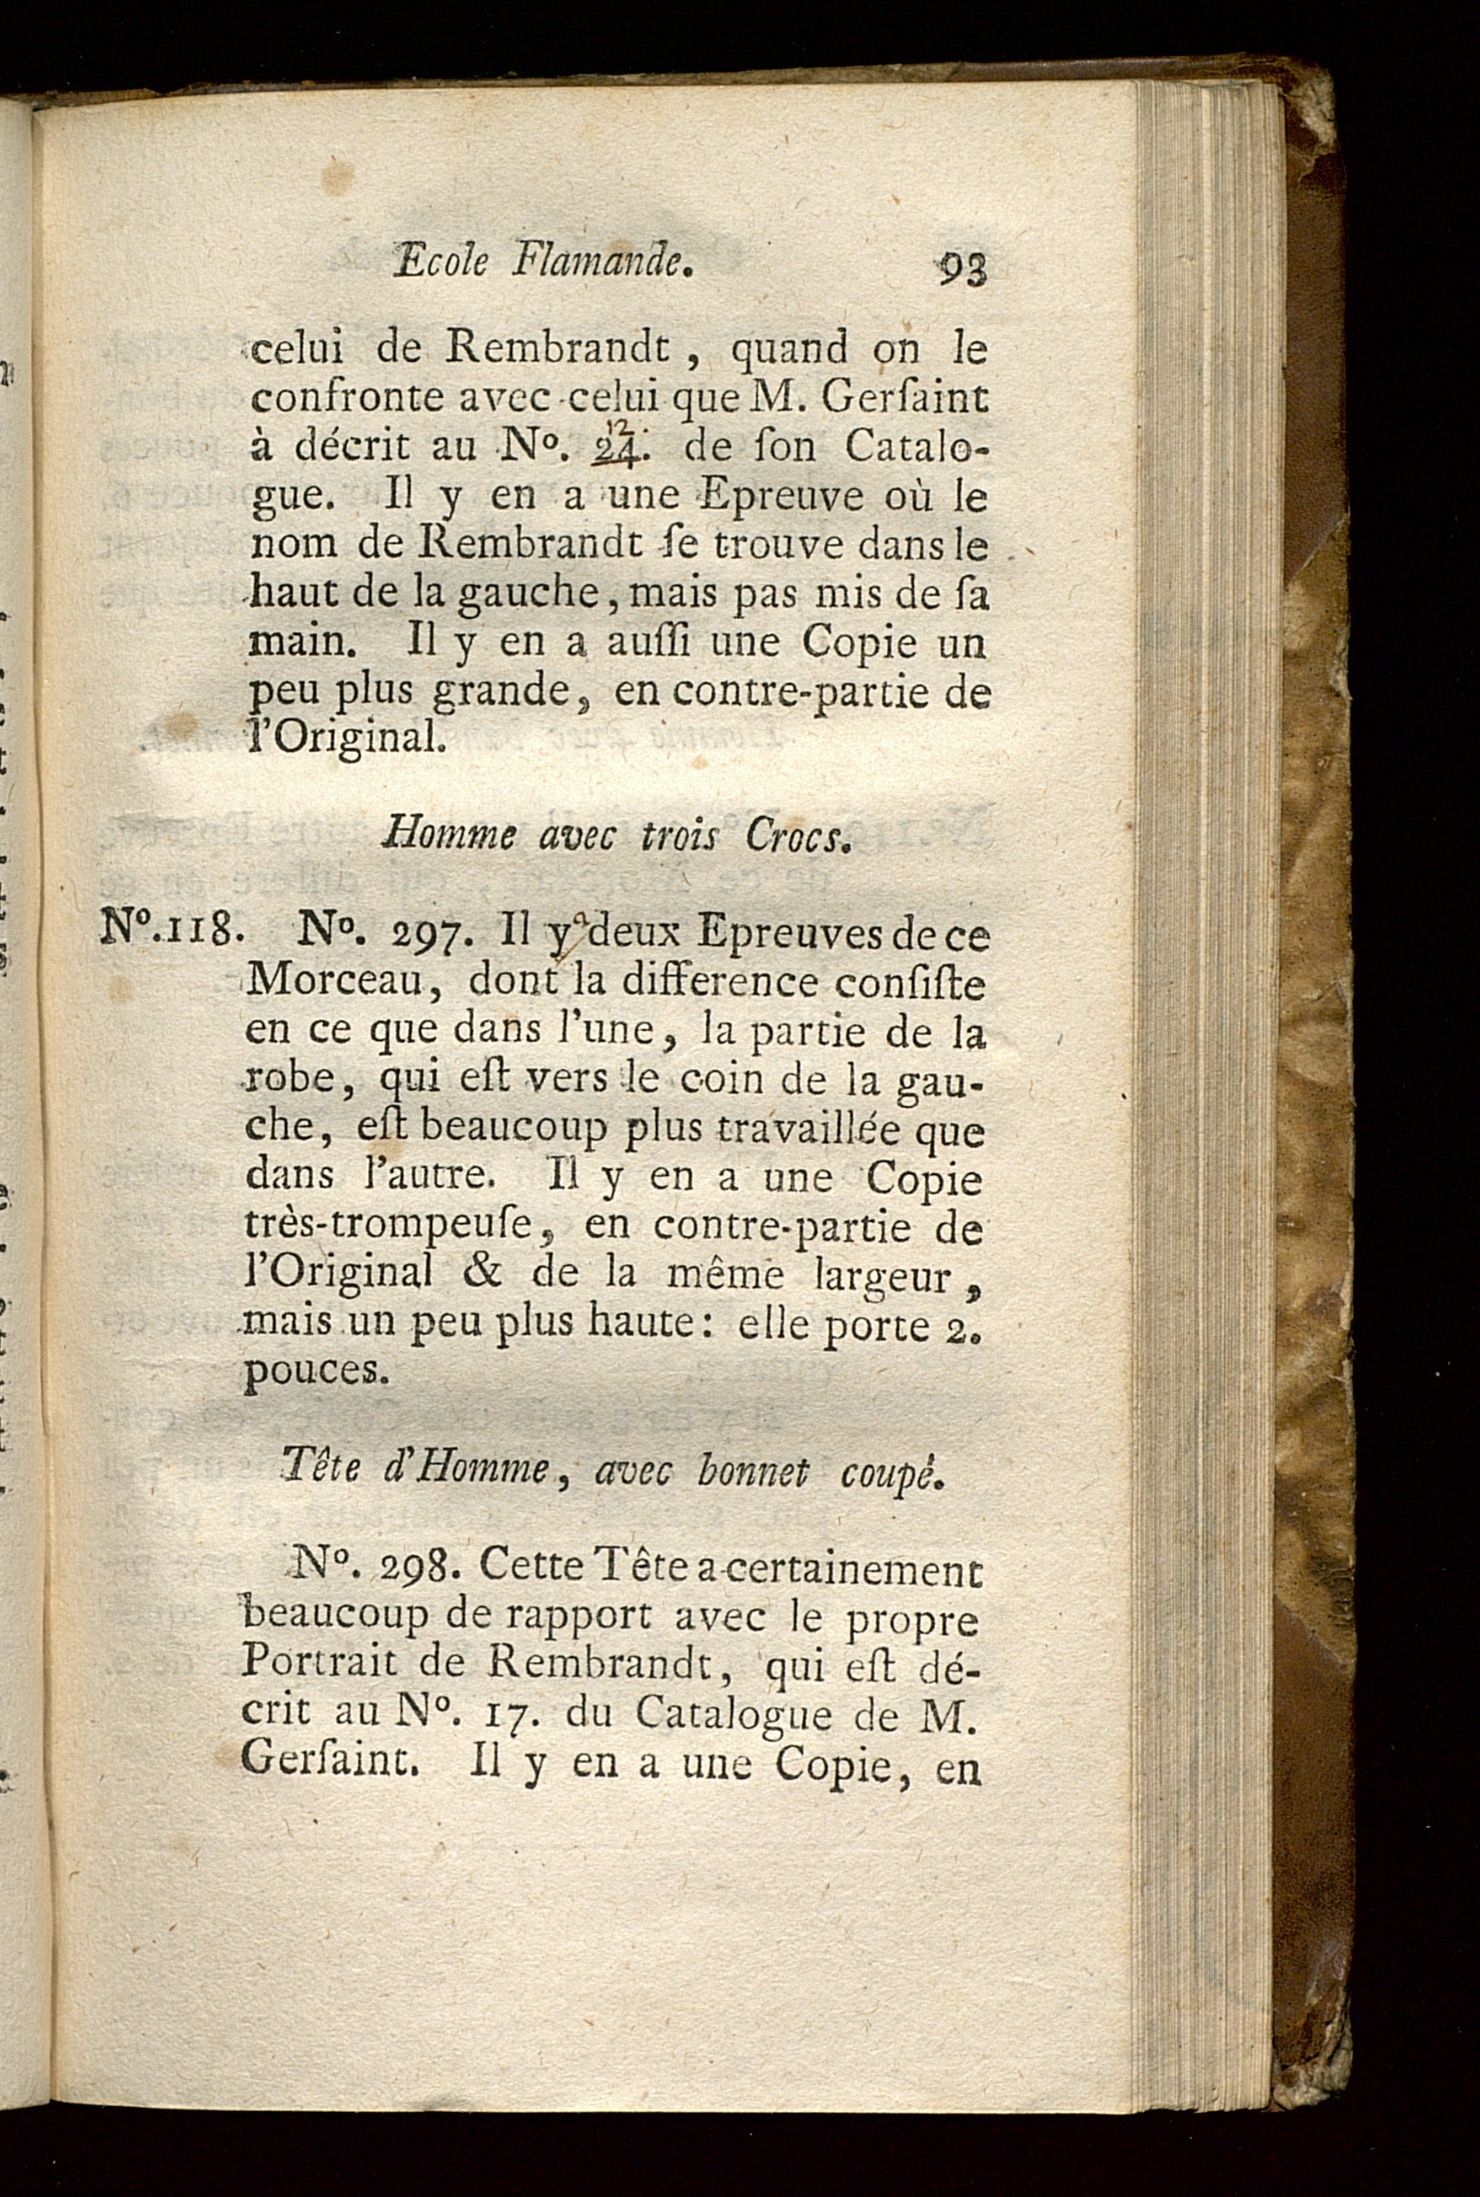 Ecole Flamande. 93
celui de Rembrandt, quand on le
confronte avec celui que M. Gerſaint
à décrit au Nº. 24. 12. de ſon Catalo-
gue. Il y en a une Epreuve où le
nom de Rembrandt ſe trouve dans le
haut de la gauche, mais pas mis de ſa
main. Il y en a auſſi une Copie un
peu plus grande, en contre-partie de
l'Original.
Homme avec trois Crocs.
Nº. 118. Nº. 297. Il y a deux Epreuves de ce
Morceau, dont la difference conſiſte
en ce que dans l'une, la partie de la
robe, qui eſt vers le coin de la gau-
che, eſt beaucoup plus travaillée que
dans l'autre. Il y en a une Copie
très-trompeuſe, en contre-partie de
l'Original & de la même largeur,
mais un peu plus haute: elle porte 2.
pouces.
Tête d'Homme, avec bonnet coupé.
Nº. 298. Cette Tête a certainement
beaucoup de rapport avec le propre
Portrait de Rembrandt, qui eſt dé-
crit au Nº. 17. du Catalogue de M.
Gerſaint. Il y en a une Copie, en